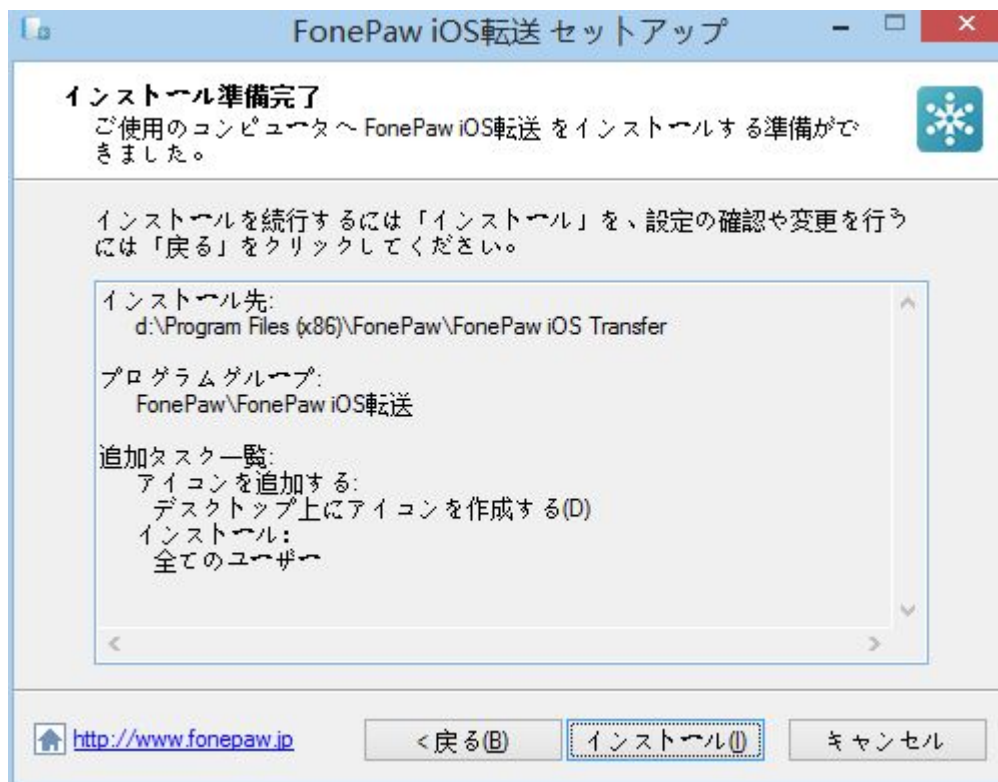 FonePaw iOS転送 セットアップ
インストール準備完了
ご使用のコンピュータへ FonePaw iOS転送 をインストールする準備がで
きました。
インストールを続行するには「インストール」を、設定の確認や変更を行う
には「戻る」をクリックしてください。
インストール先:
d:\Program Files (x86)\FonePaw\FonePaw iOS Transfer
プログラムグループ:
FonePaw\FonePaw iOS転送
追加タスク一覧:
アイコンを追加する:
デスクトップ上にアイコンを作成する(D)
インストール:
全てのユーザー
http://www.fonepaw.jp
<戻る(B)
インストール(I)
キャンセル